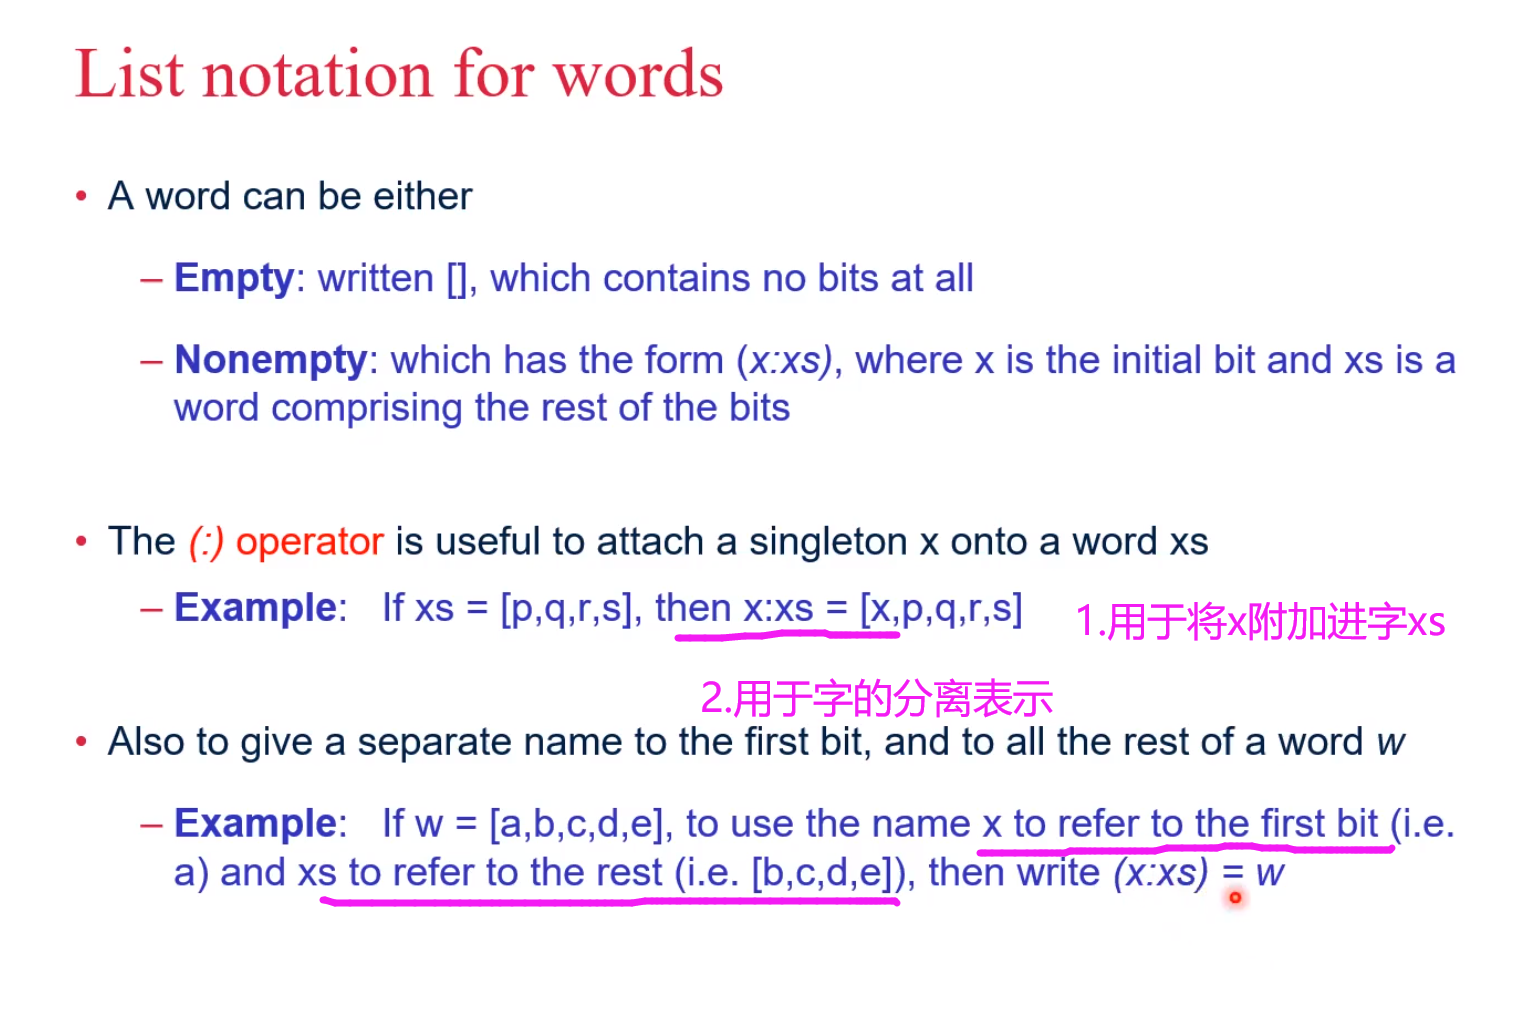 List notation for words
• A word can be either
– Empty: written [], which contains no bits at all
– Nonempty: which has the form (x:xs), where x is the initial bit and xs is a
word comprising the rest of the bits
• The (:) operator is useful to attach a singleton x onto a word xs
– Example: If xs = [p,q,r,s], then x:xs = [x,p,q,r,s]
1.用于将x附加进字xs
2.用于字的分离表示
• Also to give a separate name to the first bit, and to all the rest of a word w
– Example: If w = [a,b,c,d,e], to use the name x to refer to the first bit (i.e.
a) and xs to refer to the rest (i.e. [b,c,d,e]), then write (x:xs) = w